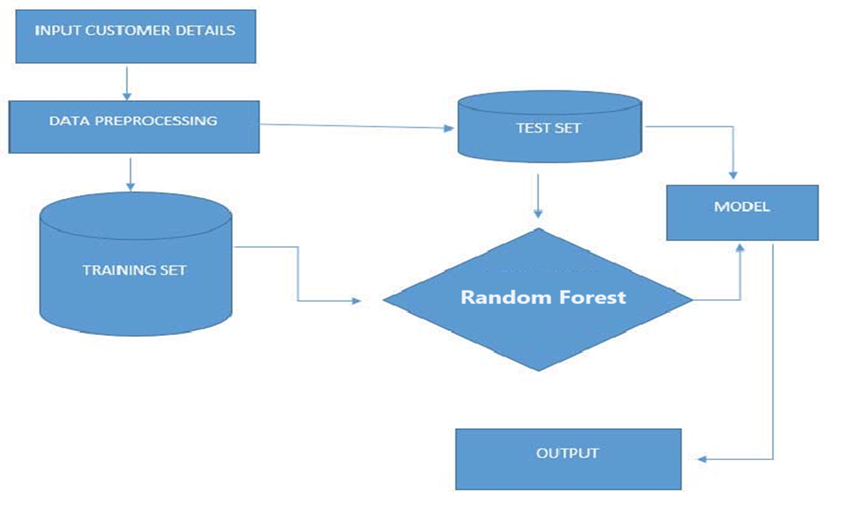 INPUT CUSTOMER DETAILS
DATA PREPROCESSING
TEST SET
MODEL
TRAINING SET
Random Forest
OUTPUT